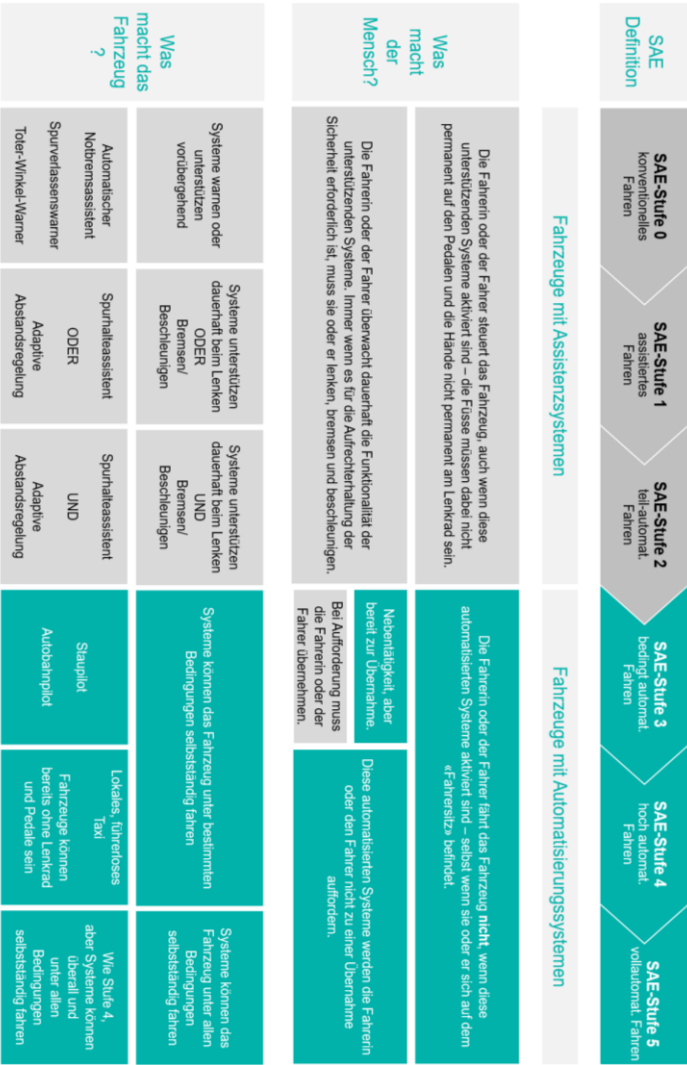 SAE
Definition
SAE-Stufe 0
konventionelles
Fahren
SAE-Stufe 1
assistiertes
Fahren
SAE-Stufe 2
teil-automat.
Fahren
SAE-Stufe 3
bedingt automat.
Fahren
SAE-Stufe 4
hoch automat.
Fahren
SAE-Stufe 5
vollautomat. Fahren
Fahrzeuge mit Assistenzsystemen
Fahrzeuge mit Automatisierungssystemen
Was
macht
der
Mensch?
Die Fahrerin oder der Fahrer steuert das Fahrzeug, auch wenn diese
unterstützenden Systeme aktiviert sind – die Füsse müssen dabei nicht
permanent auf den Pedalen und die Hände nicht permanent am Lenkrad sein.
Die Fahrerin oder der Fahrer fährt das Fahrzeug nicht, wenn diese
automatisierten Systeme aktiviert sind – selbst wenn sie oder er sich auf dem
«Fahrersitz» befindet.
Die Fahrerin oder der Fahrer überwacht dauerhaft die Funktionalität der
unterstützenden Systeme. Immer wenn es für die Aufrechterhaltung der
Sicherheit erforderlich ist, muss sie oder er lenken, bremsen und beschleunigen.
Nebentätigkeit, aber
bereit zur Übernahme.
Bei Aufforderung muss
die Fahrerin oder der
Fahrer übernehmen.
Diese automatisierten Systeme werden die Fahrerin
oder den Fahrer nicht zu einer Übernahme
auffordern.
Was
macht das
Fahrzeug
?
Systeme warnen oder
unterstützen
vorübergehend
Systeme unterstützen
dauerhaft beim Lenken
ODER
Bremsen/
Beschleunigen
Systeme unterstützen
dauerhaft beim Lenken
UND
Bremsen/
Beschleunigen
Systeme können das Fahrzeug unter bestimmten
Bedingungen selbstständig fahren
Systeme können das
Fahrzeug unter allen
Bedingungen
selbstständig fahren
Automatischer
Notbremsassistent
Spurverlassenswarner
Toter-Winkel-Warner
Spurhalteassistent
ODER
Adaptive
Abstandsregelung
Spurhalteassistent
UND
Adaptive
Abstandsregelung
Staupilot
Autobahnpilot
Lokales, führerloses
Taxi
Fahrzeuge können
bereits ohne Lenkrad
und Pedale sein
Wie Stufe 4,
aber Systeme können
überall und
unter allen
Bedingungen
selbstständig fahren